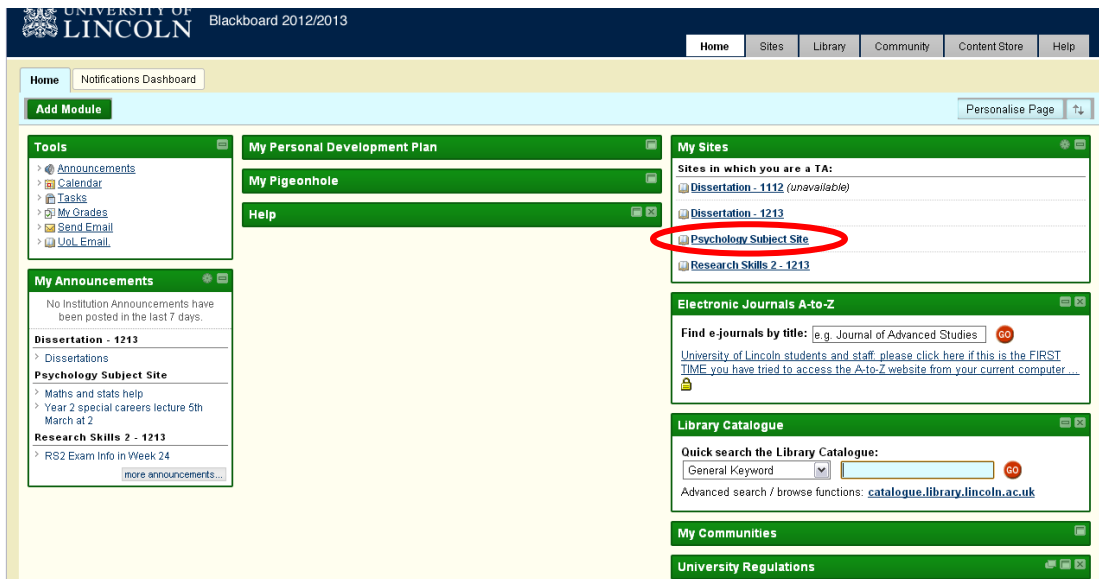 UNIVERSITY OF
LINCOLN
Blackboard 2012/2013
Home
Sites
Library
Community
Content Store
Help
Home
Notifications Dashboard
Add Module
Personalise Page
Tools
Announcements
Calendar
Tasks
My Grades
Send Email
UoL Email.
My Announcements
No Institution Announcements have
been posted in the last 7 days.
Dissertation - 1213
Dissertations
Psychology Subject Site
Maths and stats help
Year 2 special careers lecture 5th
March at 2
Research Skills 2 - 1213
RS2 Exam Info in Week 24
more announcements...
My Personal Development Plan
My Pigeonhole
Help
My Sites
Sites in which you are a TA:
Dissertation - 1112 (unavailable)
Dissertation - 1213
Psychology Subject Site
Research Skills 2 - 1213
Electronic Journals A-to-Z
Find e-journals by title: e.g. Journal of Advanced Studies GO
University of Lincoln students and staff: please click here if this is the FIRST
TIME you have tried to access the A-to-Z website from your current computer ...
Library Catalogue
Quick search the Library Catalogue:
General Keyword GO
Advanced search / browse functions: catalogue.library.lincoln.ac.uk
My Communities
University Regulations